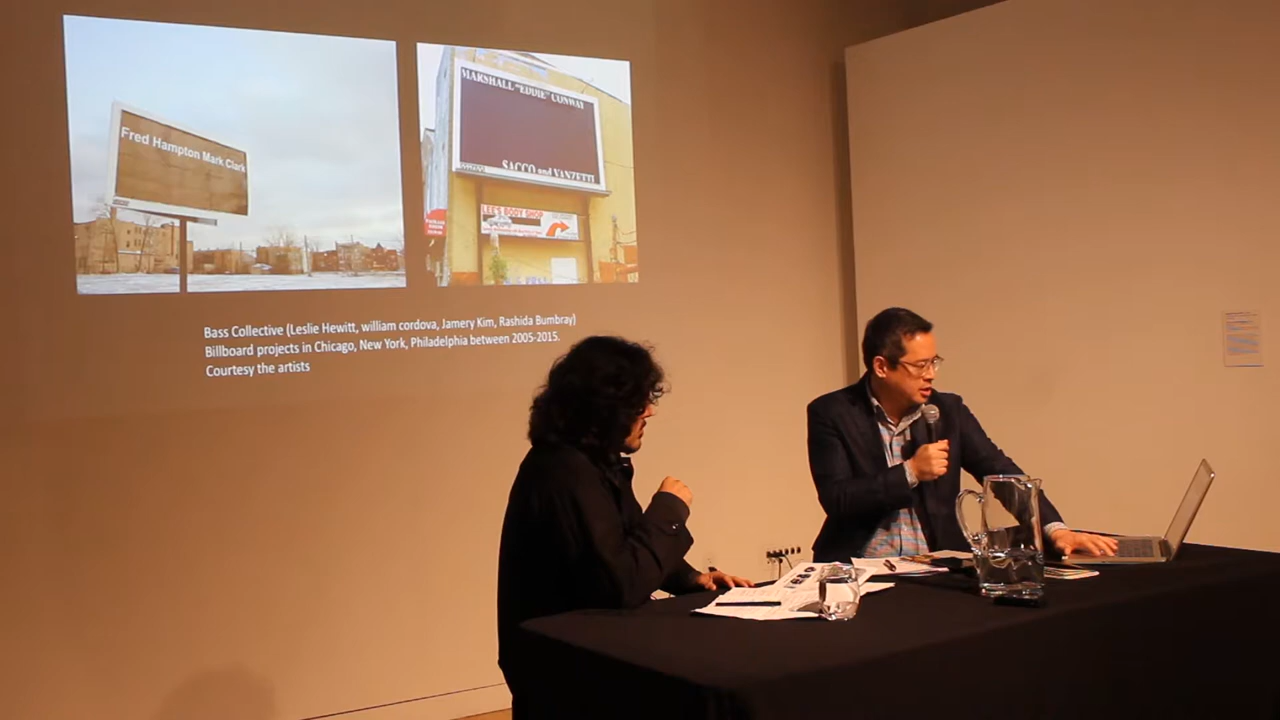 Fred Hampton Mark Clark
MARSHALL "EDDIE" CONWAY
SACCO and VANZETTI
LEE'S BODY SHOP
Bass Collective (Leslie Hewitt, william cordova, Jamery Kim, Rashida Bumbray)
Billboard projects in Chicago, New York, Philadelphia between 2005-2015.
Courtesy the artists